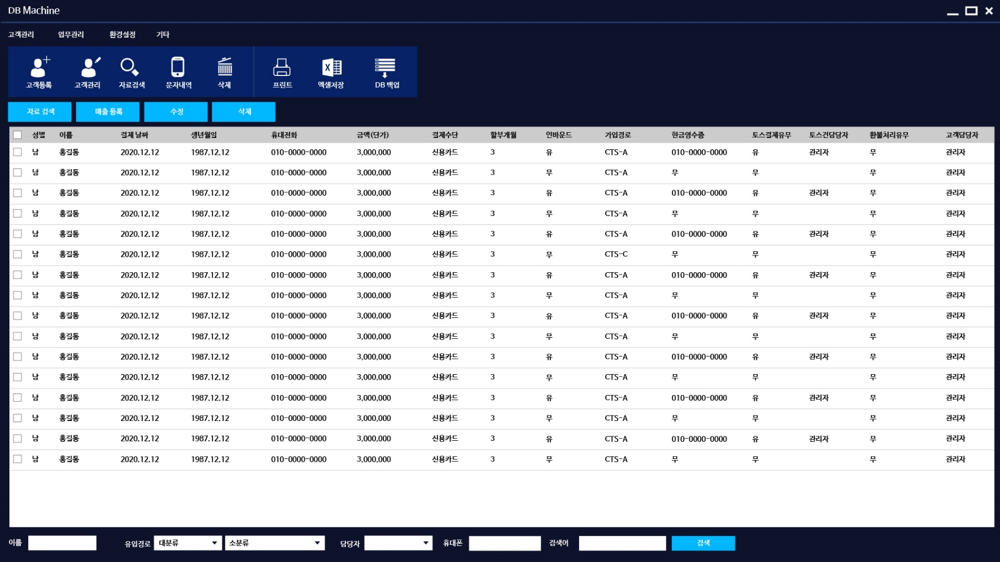 DB Machine
고객관리 업무관리 환경설정 기타
고객등록 고객관리 자료검색 문자내역 삭제 프린트 엑셀저장 DB 백업
자료 검색 매출 등록 수정 삭제
성별 이름 결제 날짜 생년월일 휴대전화 금액(단가) 결제수단 할부개월 인바운드 가입경로 현금영수증 토스결제유무 토스건담당자 환불처리유무 고객담당자
남 홍길동 2020.12.12 1987.12.12 010-0000-0000 3,000,000 신용카드 3 유 CTS-A 010-0000-0000 유 관리자 무 관리자
남 홍길동 2020.12.12 1987.12.12 010-0000-0000 3,000,000 신용카드 3 무 CTS-A 무 무 무 관리자
남 홍길동 2020.12.12 1987.12.12 010-0000-0000 3,000,000 신용카드 3 유 CTS-A 010-0000-0000 유 관리자 무 관리자
남 홍길동 2020.12.12 1987.12.12 010-0000-0000 3,000,000 신용카드 3 무 CTS-A 무 무 무 관리자
남 홍길동 2020.12.12 1987.12.12 010-0000-0000 3,000,000 신용카드 3 유 CTS-A 010-0000-0000 유 관리자 무 관리자
남 홍길동 2020.12.12 1987.12.12 010-0000-0000 3,000,000 신용카드 3 무 CTS-C 무 무 무 관리자
남 홍길동 2020.12.12 1987.12.12 010-0000-0000 3,000,000 신용카드 3 유 CTS-A 010-0000-0000 유 관리자 무 관리자
남 홍길동 2020.12.12 1987.12.12 010-0000-0000 3,000,000 신용카드 3 무 CTS-A 무 무 무 관리자
남 홍길동 2020.12.12 1987.12.12 010-0000-0000 3,000,000 신용카드 3 유 CTS-A 010-0000-0000 유 관리자 무 관리자
남 홍길동 2020.12.12 1987.12.12 010-0000-0000 3,000,000 신용카드 3 무 CTS-A 무 무 무 관리자
남 홍길동 2020.12.12 1987.12.12 010-0000-0000 3,000,000 신용카드 3 유 CTS-A 010-0000-0000 유 관리자 무 관리자
남 홍길동 2020.12.12 1987.12.12 010-0000-0000 3,000,000 신용카드 3 무 CTS-A 무 무 무 관리자
남 홍길동 2020.12.12 1987.12.12 010-0000-0000 3,000,000 신용카드 3 유 CTS-A 010-0000-0000 유 관리자 무 관리자
남 홍길동 2020.12.12 1987.12.12 010-0000-0000 3,000,000 신용카드 3 무 CTS-A 무 무 무 관리자
남 홍길동 2020.12.12 1987.12.12 010-0000-0000 3,000,000 신용카드 3 유 CTS-A 010-0000-0000 유 관리자 무 관리자
남 홍길동 2020.12.12 1987.12.12 010-0000-0000 3,000,000 신용카드 3 무 CTS-A 무 무 무 관리자
이름 유입경로 대분류 소분류 담당자 휴대폰 검색어 검색